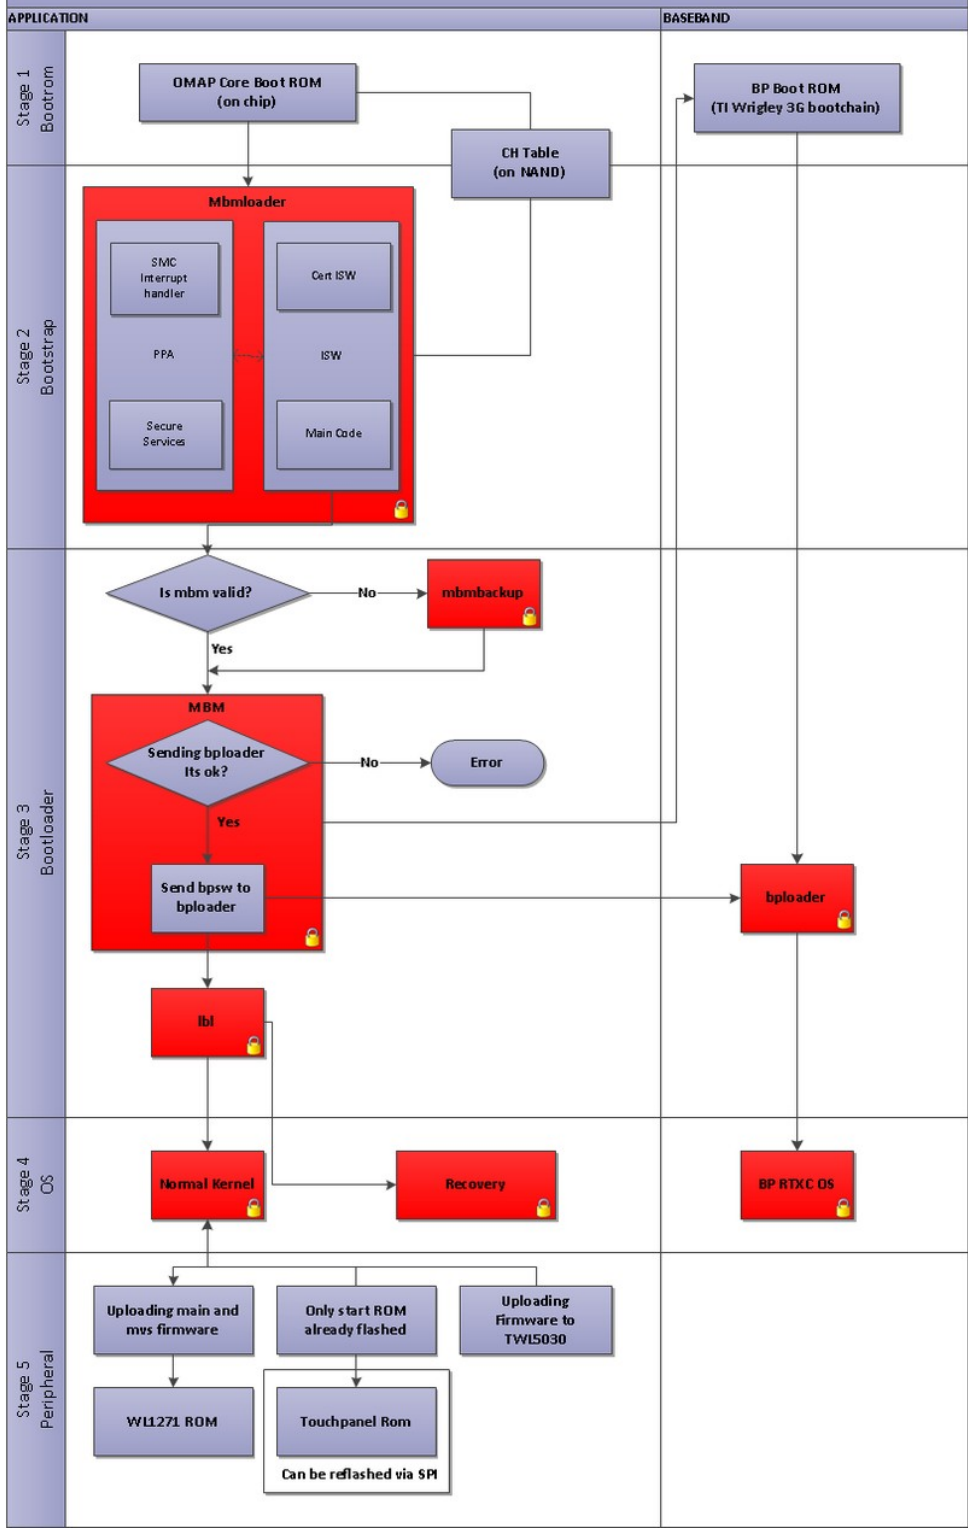 APPLICATION
BASEBAND
Stage 1
Bootrom
OMAP Core Boot ROM
(on chip)
BP Boot ROM
(TI Wrigley 3G bootchain)
CH Table
(on NAND)
Stage 2
Bootstrap
Mbmloader
SMC
Interrupt
handler
PPA
Secure
Services
Cert ISW
ISW
Main Code
Stage 3
Bootloader
Is mbm valid?
No
mbmbackup
Yes
MBM
Sending bploader
Its ok?
No
Error
Yes
Send bpsw to
bploader
bploader
lbl
Stage 4
OS
Normal Kernel
Recovery
BP RTXC OS
Stage 5
Peripheral
Uploading main and
mvs firmware
Only start ROM
already flashed
Uploading
Firmware to
TWL5030
WL1271 ROM
Touchpanel Rom
Can be reflashed via SPI